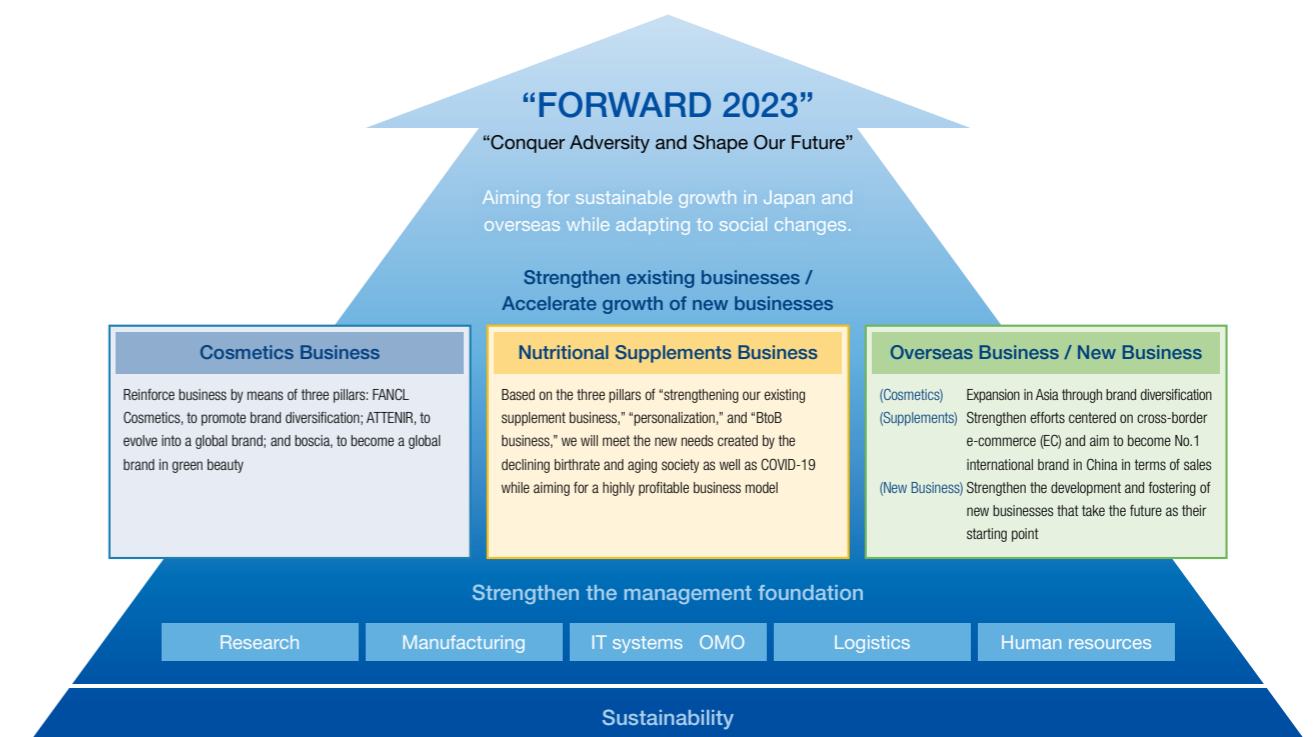 “FORWARD 2023”
“Conquer Adversity and Shape Our Future”
Aiming for sustainable growth in Japan and
overseas while adapting to social changes.
Strengthen existing businesses /
Accelerate growth of new businesses
Cosmetics Business
Reinforce business by means of three pillars: FANCL
Cosmetics, to promote brand diversification; ATTENIR, to
evolve into a global brand; and boscia, to become a global
brand in green beauty
Nutritional Supplements Business
Based on the three pillars of “strengthening our existing
supplement business,” “personalization,” and “BtoB
business,” we will meet the new needs created by the
declining birthrate and aging society as well as COVID-19
while aiming for a highly profitable business model
Overseas Business / New Business
(Cosmetics) Expansion in Asia through brand diversification
(Supplements) Strengthen efforts centered on cross-border
e-commerce (EC) and aim to become No.1
international brand in China in terms of sales
(New Business) Strengthen the development and fostering of
new businesses that take the future as their
starting point
Strengthen the management foundation
Research
Manufacturing
IT systems OMO
Logistics
Human resources
Sustainability